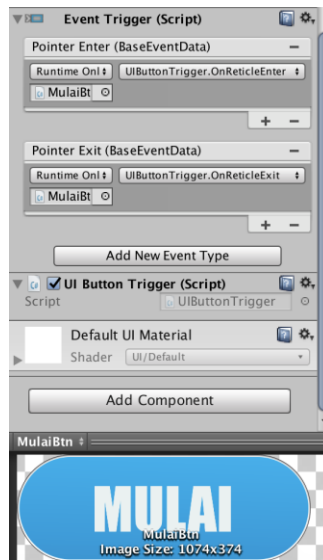 Event Trigger (Script)
Pointer Enter (BaseEventData)
Runtime Onl UIButtonTrigger.OnReticleEnter
MulaiBt
Pointer Exit (BaseEventData)
Runtime Onl UIButtonTrigger.OnReticleExit
MulaiBt
Add New Event Type
UI Button Trigger (Script)
Script UIButtonTrigger
Default UI Material
Shader UI/Default
Add Component
MulaiBtn
MULAI
MulaiBtn
Image Size: 1074x374